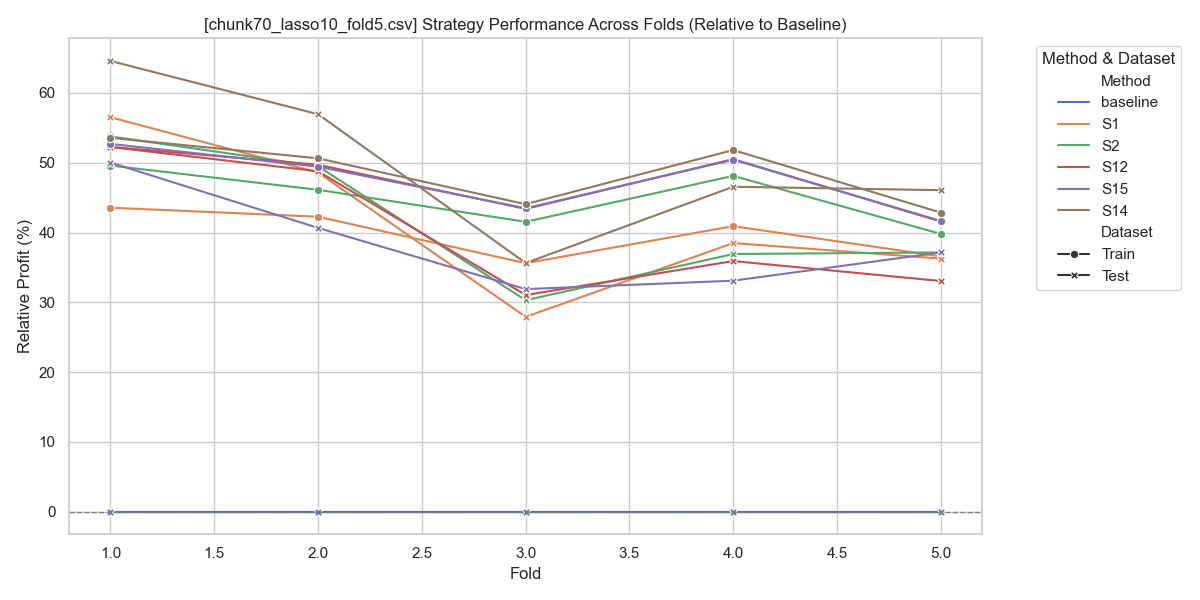 [chunk70_lasso10_fold5.csv] Strategy Performance Across Folds (Relative to Baseline)
Relative Profit (%)
60
50
40
30
20
10
0
1.0 1.5 2.0 2.5 3.0 3.5 4.0 4.5 5.0
Fold
Method & Dataset
Method
baseline
S1
S2
S12
S15
S14
Dataset
Train
Test